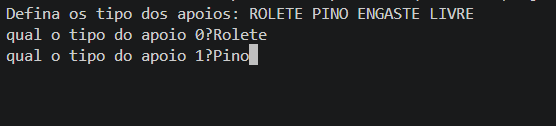 Defina os tipo dos apoios: ROLETE PINO ENGASTE LIVRE
qual o tipo do apoio 0?Rolete
qual o tipo do apoio 1?Pino